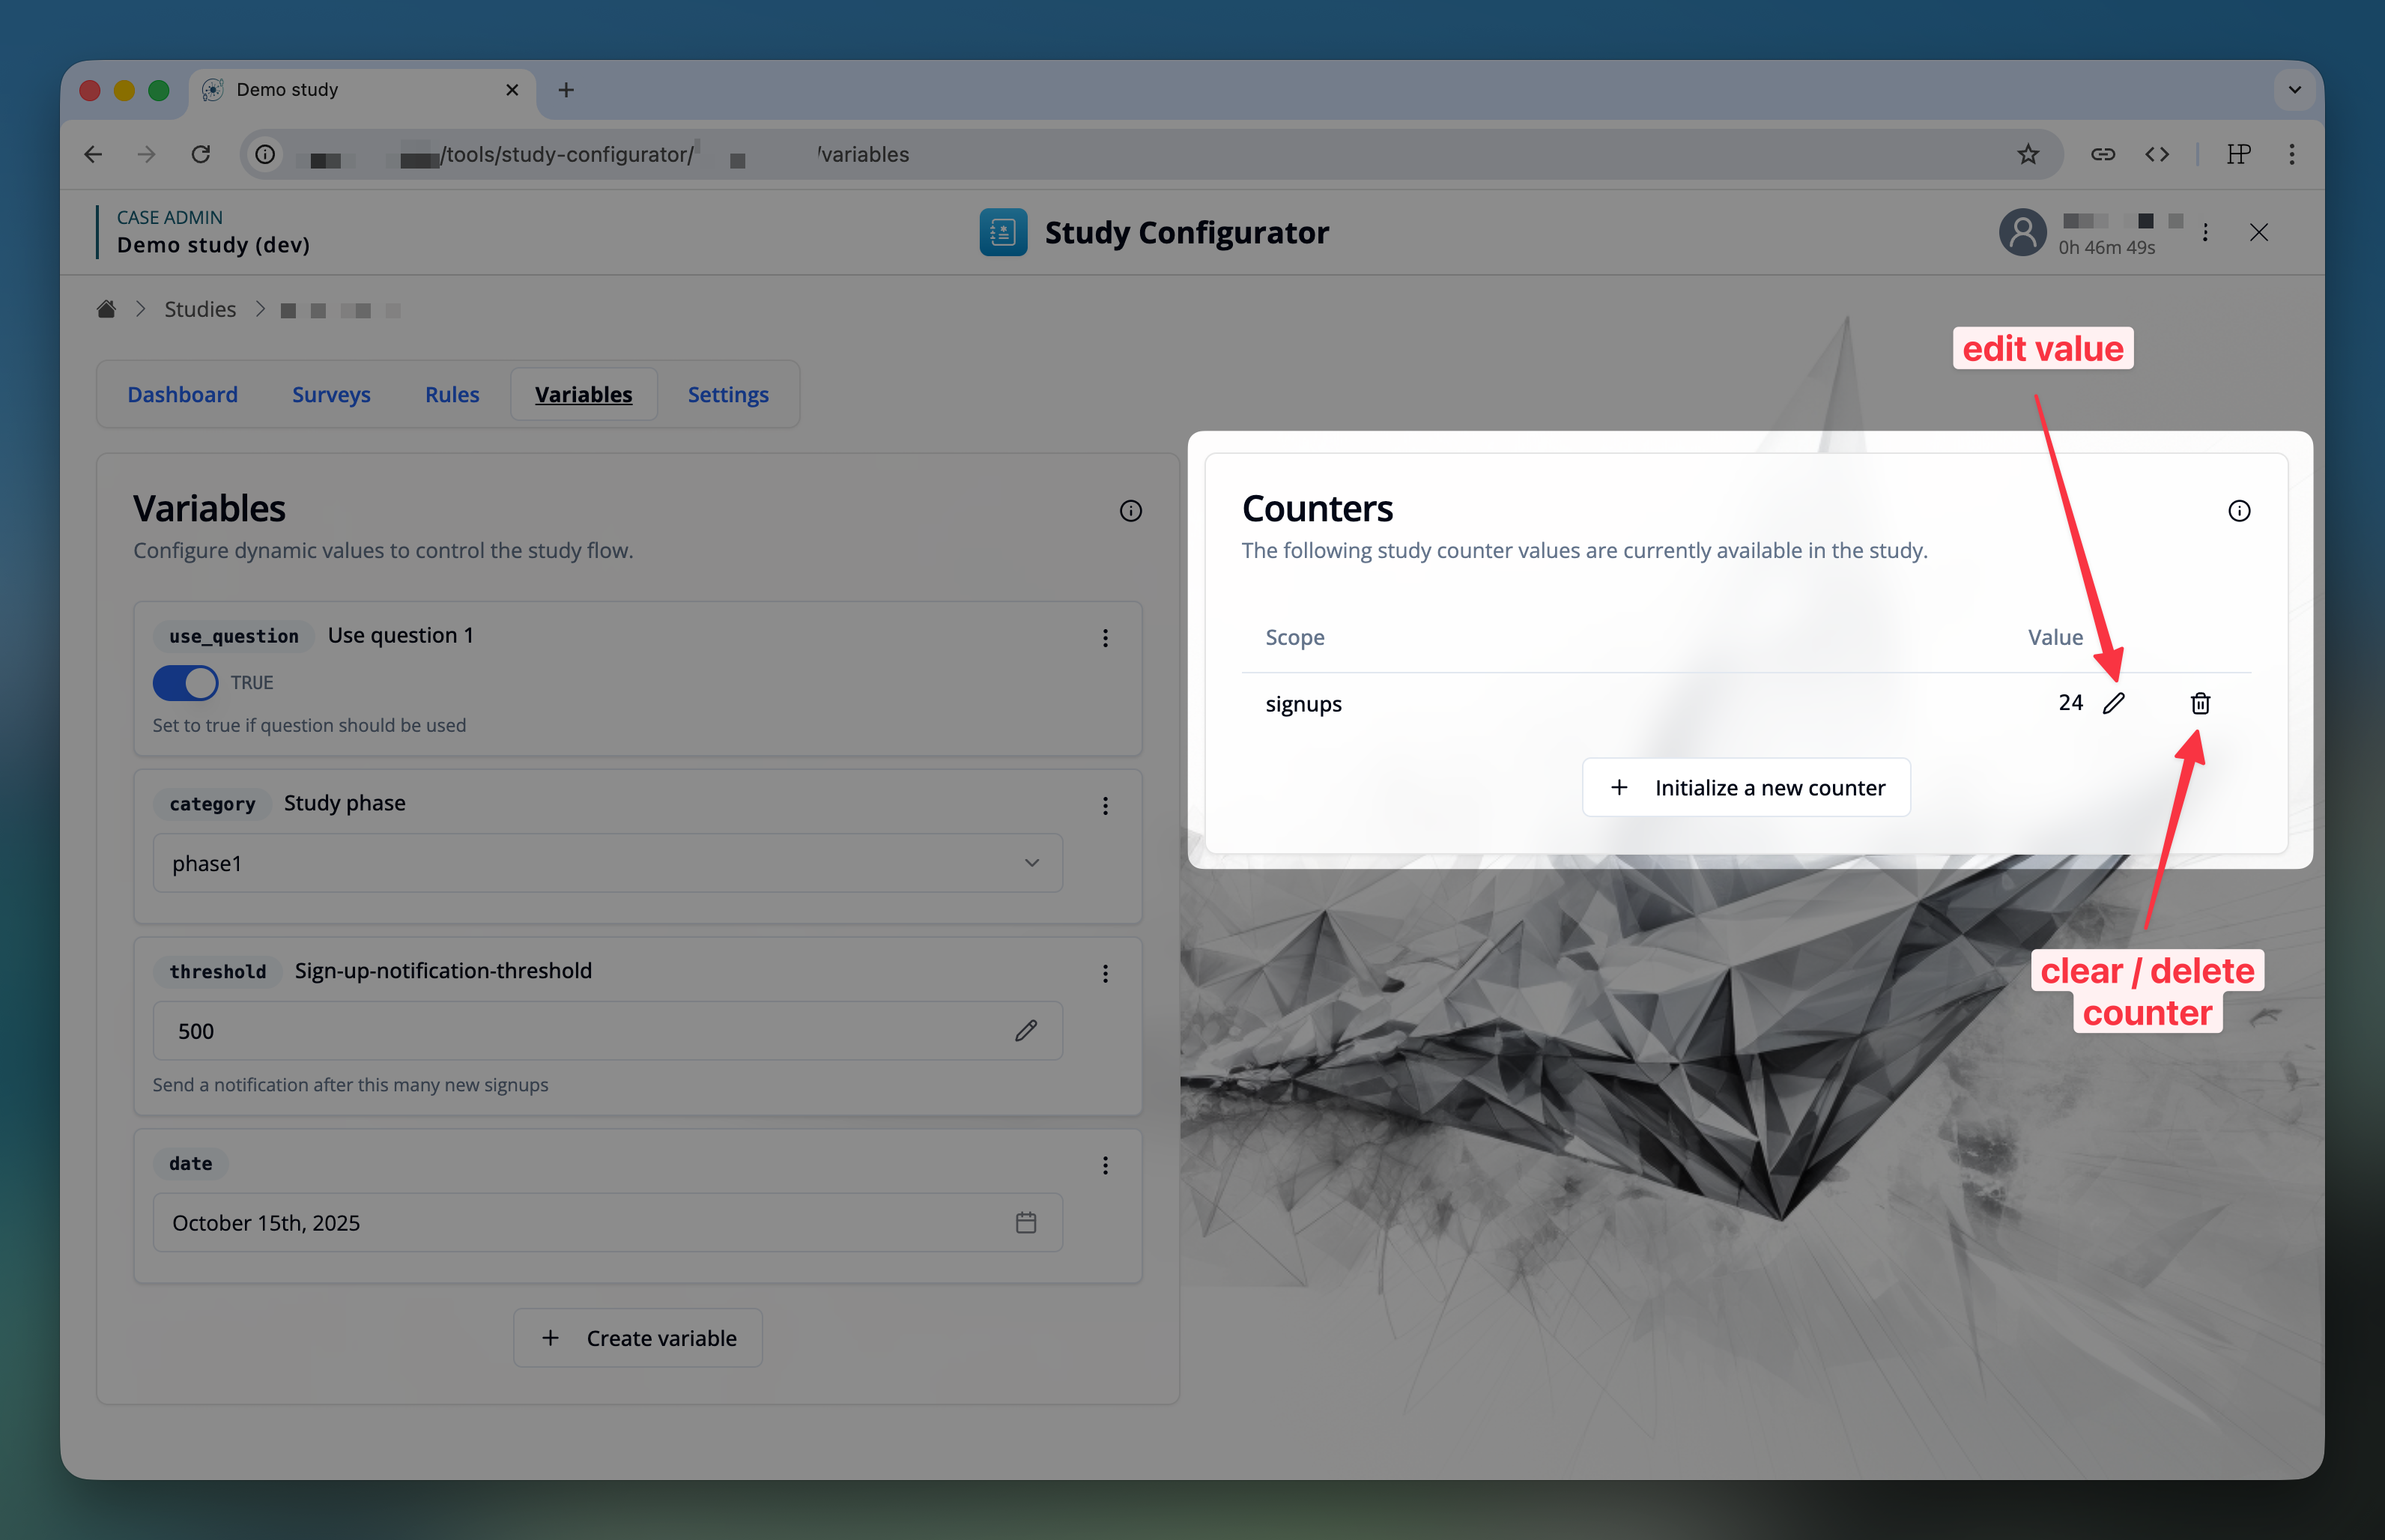 Demo study
/tools/study-configurator/
/variables
CASE ADMIN
Demo study (dev)
Study Configurator
0h 46m 49s
Studies
edit value
Dashboard
Surveys
Rules
Variables
Settings
Variables
Configure dynamic values to control the study flow.
use_question Use question 1
TRUE
Set to true if question should be used
category Study phase
phase1
threshold Sign-up-notification-threshold
500
Send a notification after this many new signups
date
October 15th, 2025
+ Create variable
Counters
The following study counter values are currently available in the study.
Scope Value
signups 24
+ Initialize a new counter
clear / delete
counter